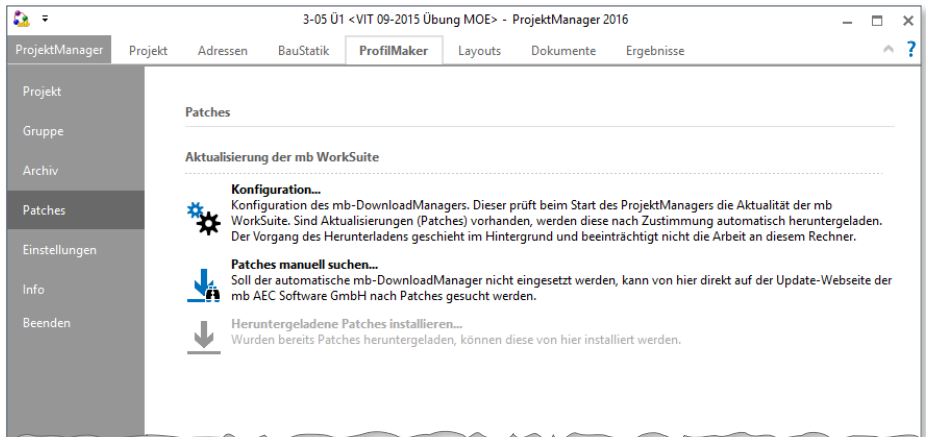 3-05 Ü1 <VIT 09-2015 Übung MOE> - ProjektManager 2016
ProjektManager Projekt Adressen BauStatik ProfilMaker Layouts Dokumente Ergebnisse ?
Projekt
Gruppe
Archiv
Patches
Einstellungen
Info
Beenden
Patches
Aktualisierung der mb WorkSuite
Konfiguration...
Konfiguration des mb-DownloadManagers. Dieser prüft beim Start des ProjektManagers die Aktualität der mb
WorkSuite. Sind Aktualisierungen (Patches) vorhanden, werden diese nach Zustimmung automatisch heruntergeladen.
Der Vorgang des Herunterladens geschieht im Hintergrund und beeinträchtigt nicht die Arbeit an diesem Rechner.
Patches manuell suchen...
Soll der automatische mb-DownloadManager nicht eingesetzt werden, kann von hier direkt auf der Update-Webseite der
mb AEC Software GmbH nach Patches gesucht werden.
Heruntergeladene Patches installieren...
Wurden bereits Patches heruntergeladen, können diese von hier installiert werden.